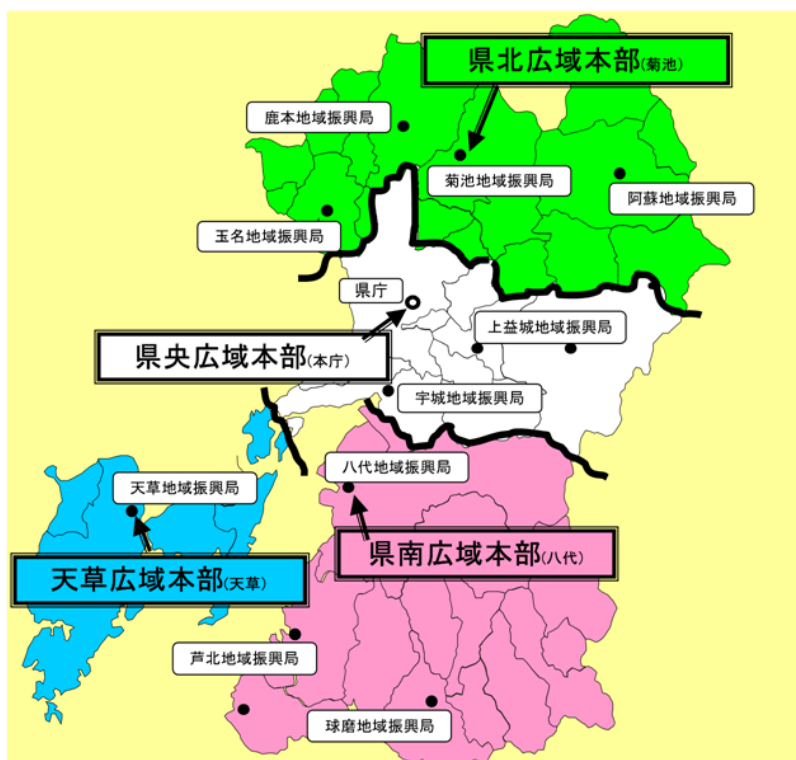 県北広域本部(菊池)
鹿本地域振興局
菊池地域振興局
阿蘇地域振興局
玉名地域振興局
県庁
上益城地域振興局
県央広域本部(本庁)
宇城地域振興局
八代地域振興局
天草地域振興局
県南広域本部(八代)
天草広域本部(天草)
芦北地域振興局
球磨地域振興局